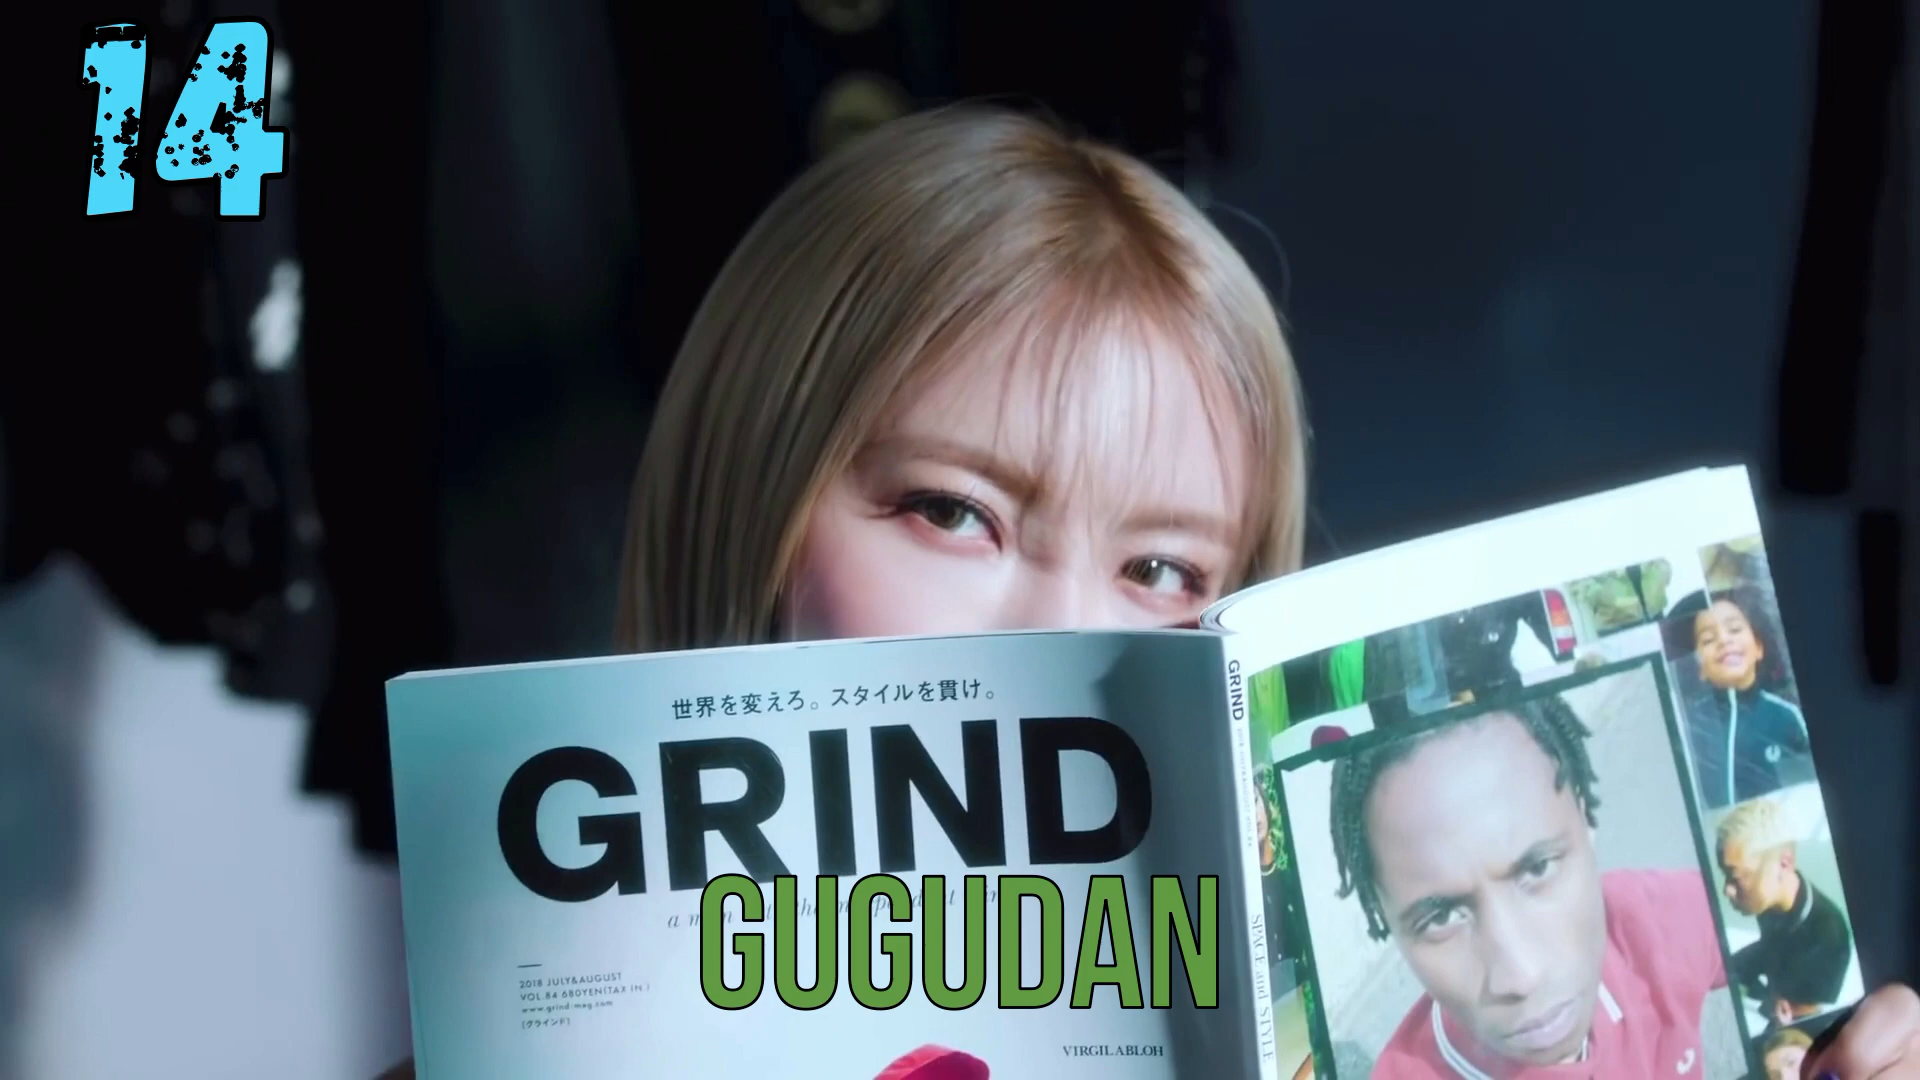 14
世界を変えろ。スタイルを貫け。
GRIND
GUGUDAN
2018 JULY&AUGUST
VOL.84 680YEN(TAX IN.)
www.grind-mag.com
[グラインド]
VIRGIL ABLOH
GRIND
SPACE and STYLE